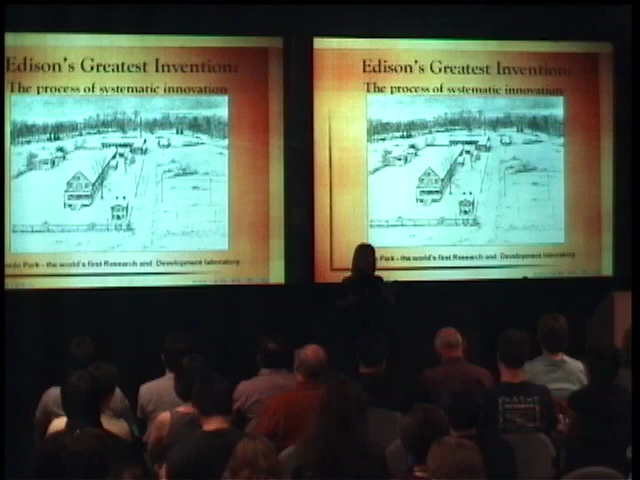 Edison's Greatest Invention:
The process of systematic innovation
Park - the world's first Research and Development laboratory
Edison's Greatest Invention:
The process of systematic innovation
Park - the world's first Research and Development laboratory